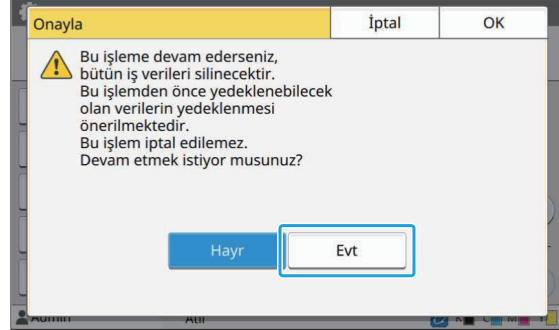 Onayla
İptal
OK
Bu işleme devam ederseniz,
bütün iş verileri silinecektir.
Bu işlemden önce yedeklenebilecek
olan verilerin yedeklenmesi
önerilmektedir.
Bu işlem iptal edilemez.
Devam etmek istiyor musunuz?
Hayr
Evt
Admin